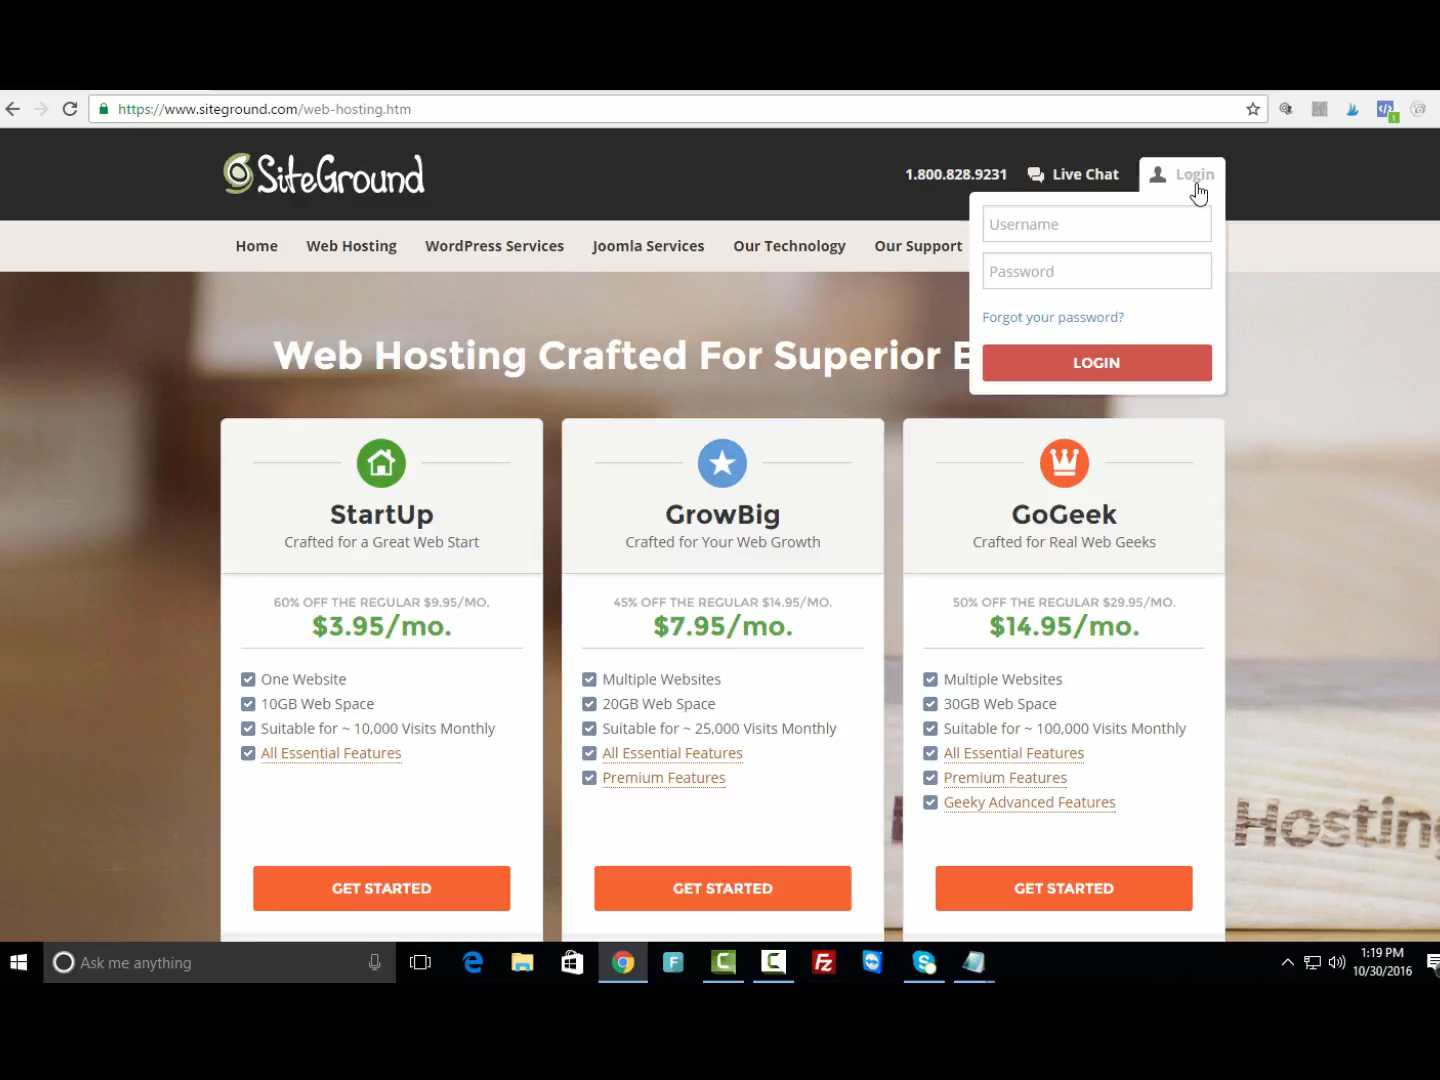 https://www.siteground.com/web-hosting.htm
1
SiteGround
1.800.828.9231 Live Chat Login
Username
Password
Forgot your password?
LOGIN
Home Web Hosting WordPress Services Joomla Services Our Technology Our Support
Web Hosting Crafted For Superior
StartUp
Crafted for a Great Web Start
60% OFF THE REGULAR $9.95/MO.
$3.95/mo.
One Website
10GB Web Space
Suitable for ~ 10,000 Visits Monthly
All Essential Features
GET STARTED
GrowBig
Crafted for Your Web Growth
45% OFF THE REGULAR $14.95/MO.
$7.95/mo.
Multiple Websites
20GB Web Space
Suitable for ~ 25,000 Visits Monthly
All Essential Features
Premium Features
GET STARTED
GoGeek
Crafted for Real Web Geeks
50% OFF THE REGULAR $29.95/MO.
$14.95/mo.
Multiple Websites
30GB Web Space
Suitable for ~ 100,000 Visits Monthly
All Essential Features
Premium Features
Geeky Advanced Features
GET STARTED
Hosting
Ask me anything
1:19 PM
10/30/2016